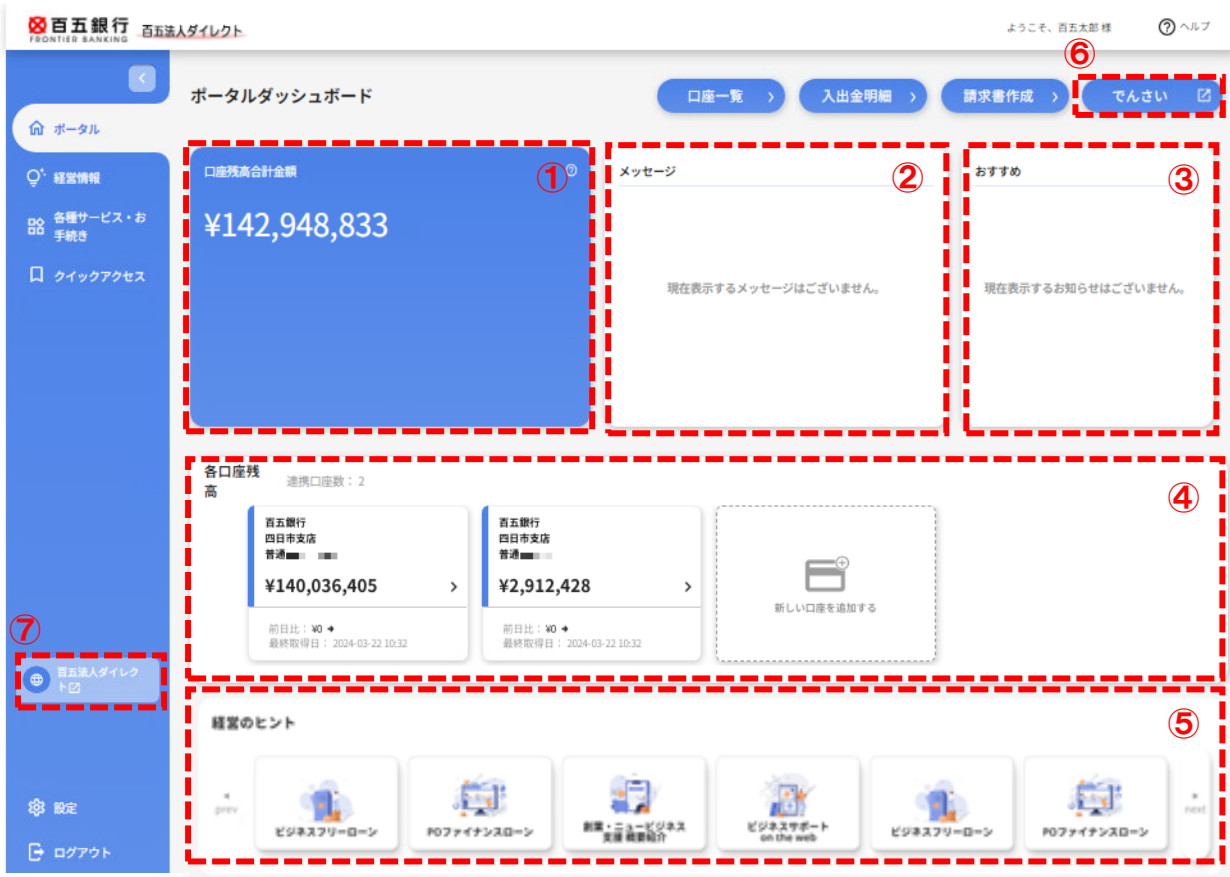 百五銀行 百五法人ダイレクト
FRONTIER BANKING
ようこそ、百五太郎 様
ヘルプ
ポータルダッシュボード
口座一覧
入出金明細
請求書作成
⑥
でんさい
ポータル
経営情報
各種サービス・お
手続き
クイックアクセス
口座残高合計金額
①
¥142,948,833
メッセージ
②
現在表示するメッセージはございません。
おすすめ
③
現在表示するお知らせはございません。
各口座残
高
連携口座数: 2
④
百五銀行
四日市支店
普通
¥140,036,405
前日比: ¥0
最終取得日: 2024-03-22 10:32
百五銀行
四日市支店
普通
¥2,912,428
前日比: ¥0
最終取得日: 2024-03-22 10:32
新しい口座を追加する
⑦
百五法人ダイレク
ト
経営のヒント
⑤
prev
ビジネスフリーローン
POファイナンスローン
創業・ニュービジネス
支援 概要紹介
ビジネスサポート
on the web
ビジネスフリーローン
POファイナンスローン
next
設定
ログアウト